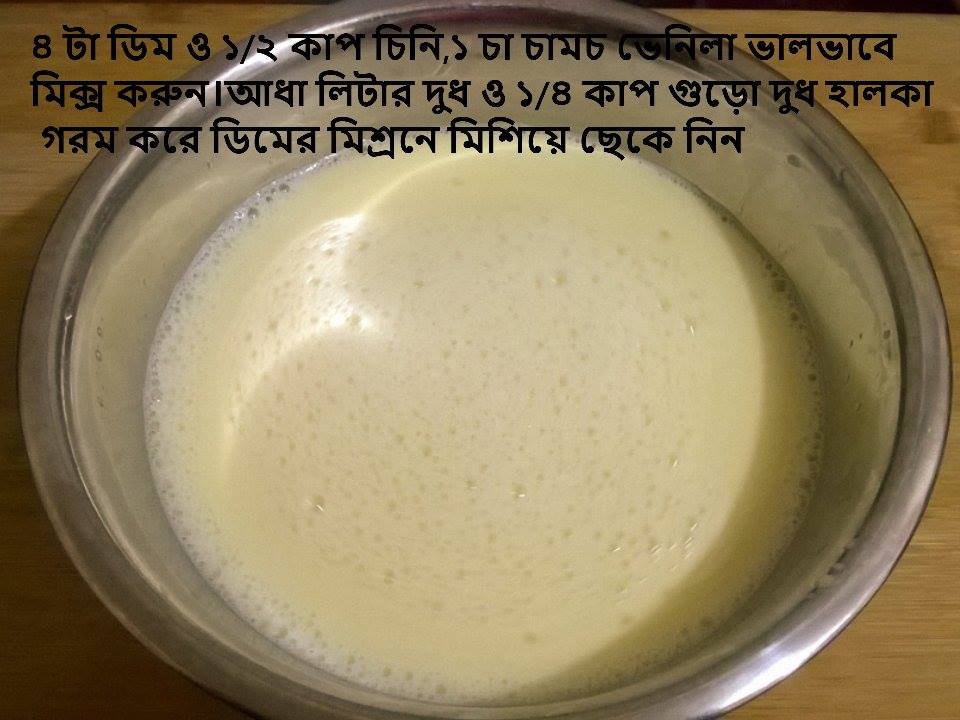 ৪ টা ডিম ও ১/২ কাপ চিনি,১ চা চামচ ভেনিলা ভালভাবে
মিক্স করুন।আধা লিটার দুধ ও ১/৪ কাপ গুড়ো দুধ হালকা
গরম করে ডিমের মিশ্রনে মিশিয়ে ছেকে নিন